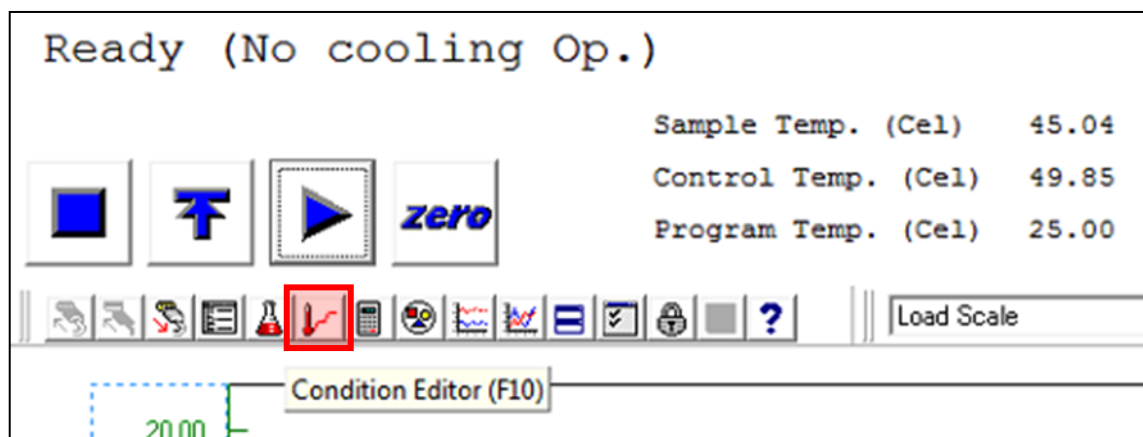 Ready (No cooling Op.)
Sample Temp. (Cel) 45.04
Control Temp. (Cel) 49.85
zero
Program Temp. (Cel) 25.00
?
Load Scale
Condition Editor (F10)
20.00